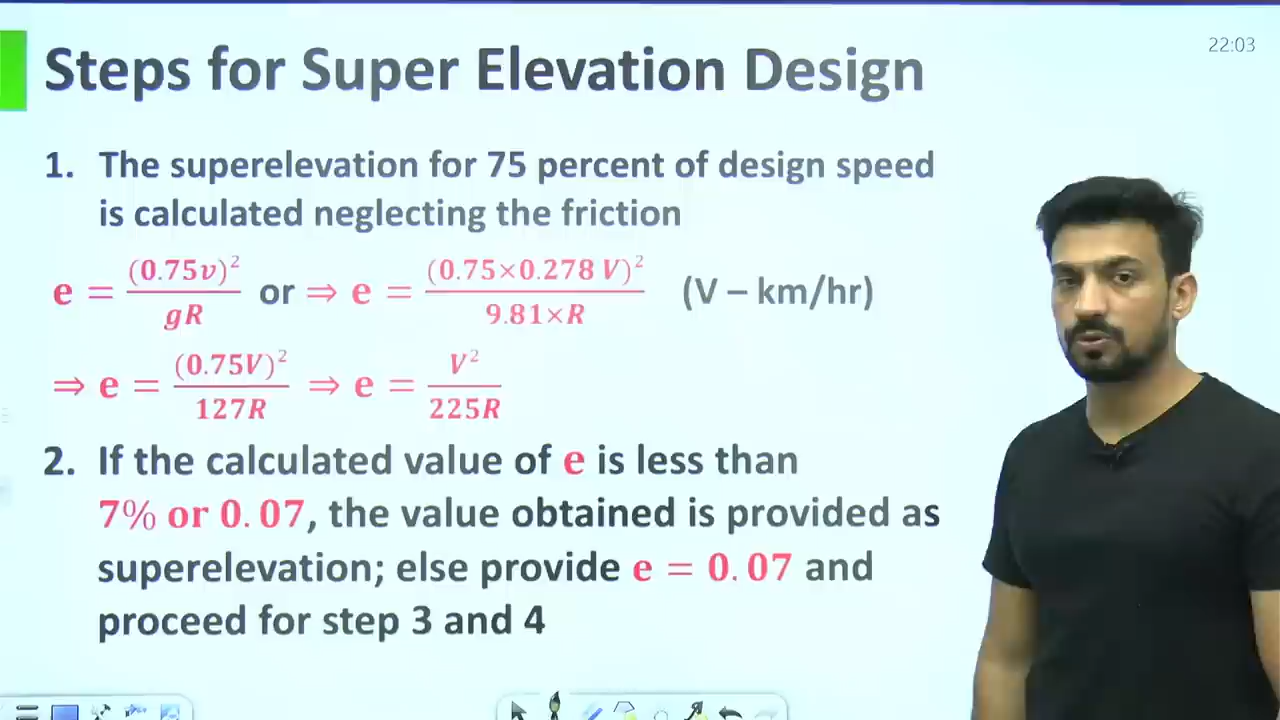 22:03
Steps for Super Elevation Design
1. The superelevation for 75 percent of design speed
is calculated neglecting the friction
e = (0.75v)² / gR or ⇒ e = (0.75×0.278 V)² / 9.81×R (V – km/hr)
⇒ e = (0.75V)² / 127R ⇒ e = V² / 225R
2. If the calculated value of e is less than
7% or 0.07, the value obtained is provided as
superelevation; else provide e = 0.07 and
proceed for step 3 and 4